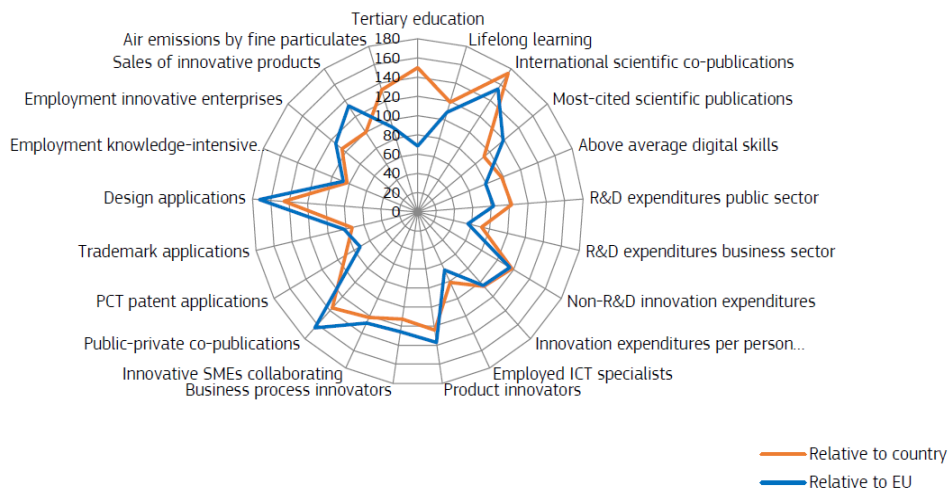 Tertiary education
180
Air emissions by fine particulates
Lifelong learning
160
Sales of innovative products
International scientific co-publications
140
Employment innovative enterprises
120
Most-cited scientific publications
100
Employment knowledge-intensive...
80
Above average digital skills
60
40
Design applications
20
R&D expenditures public sector
0
Trademark applications
R&D expenditures business sector
PCT patent applications
Non-R&D innovation expenditures
Public-private co-publications
Innovation expenditures per person...
Innovative SMEs collaborating
Employed ICT specialists
Business process innovators
Product innovators
Relative to country
Relative to EU